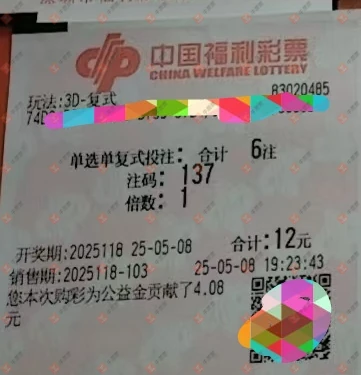 中国福利彩票
CHINA WELFARE LOTTERY
玩法:3D-复式 83020485
单选单复式投注: 合计 6注
注码: 137
倍数: 1
开奖期:2025118 25-05-08 合计:12元
销售期:2025118-103 25-05-08 19:23:43
您本次购彩为公益金贡献了4.08
元